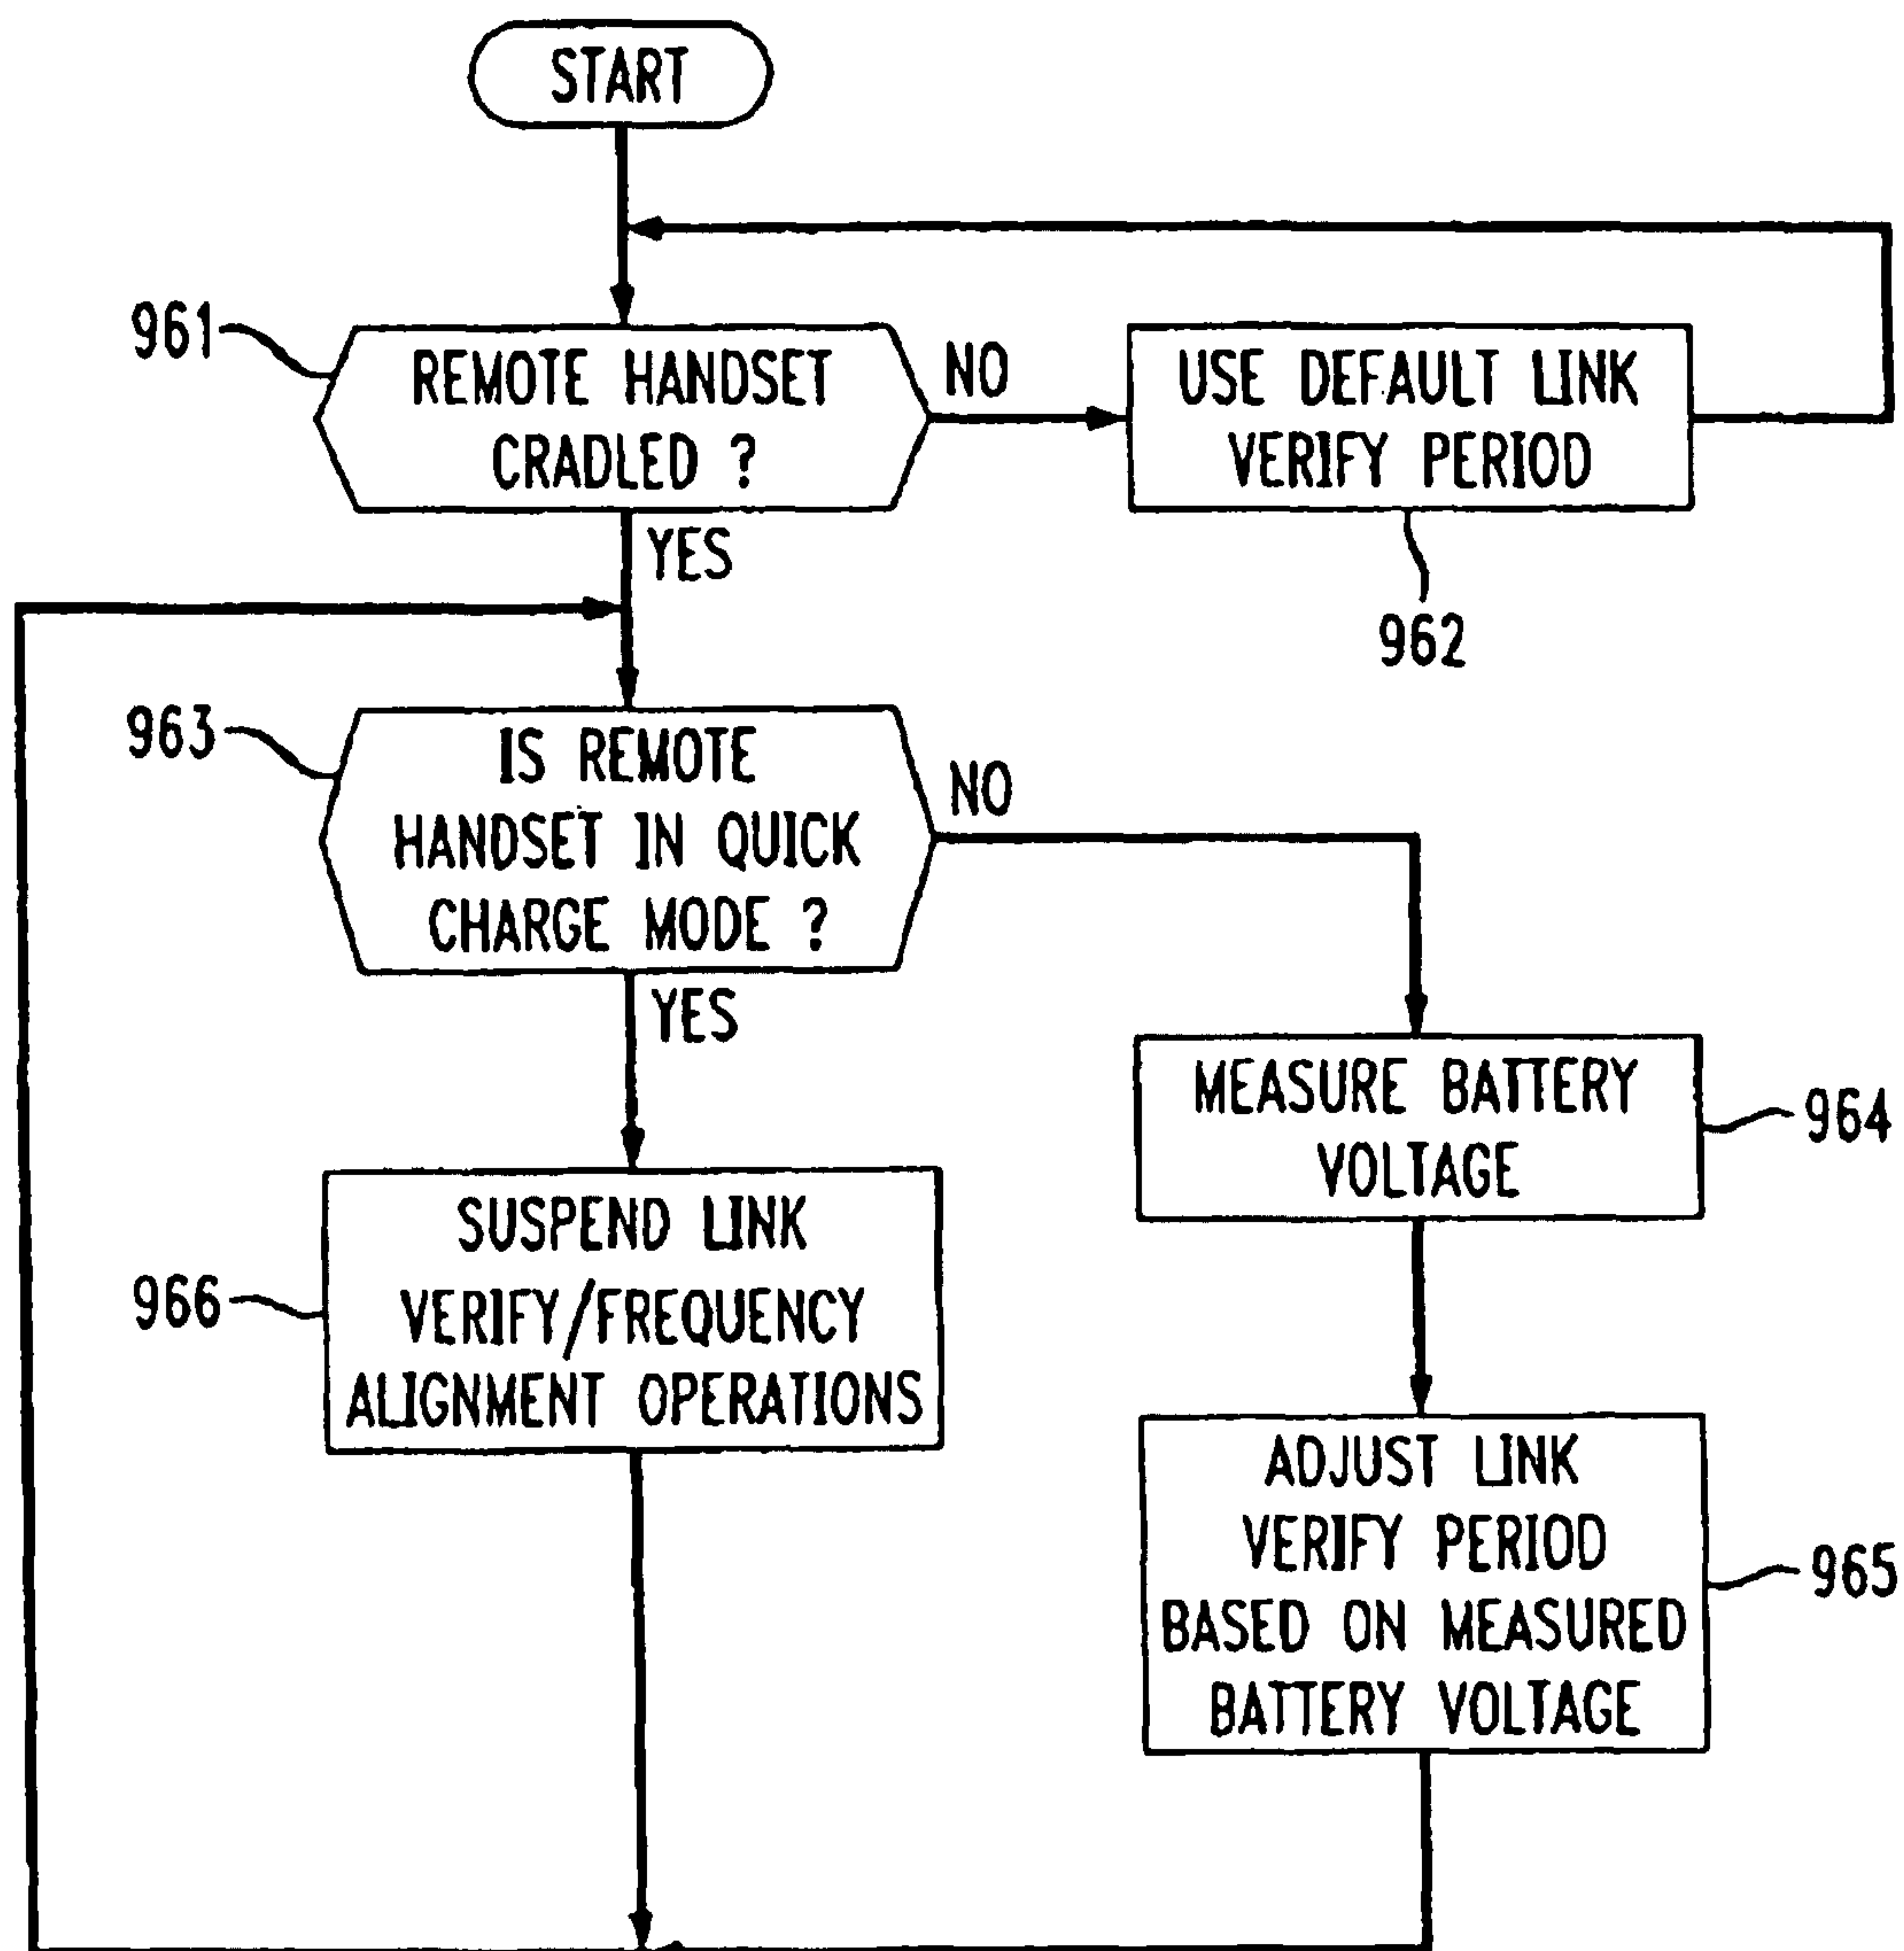 START
961
REMOTE HANDSET
CRADLED ?
NO
USE DEFAULT LINK
VERIFY PERIOD
YES
962
963
IS REMOTE
HANDSET IN QUICK
CHARGE MODE ?
NO
YES
MEASURE BATTERY
VOLTAGE
964
966
SUSPEND LINK
VERIFY/FREQUENCY
ALIGNMENT OPERATIONS
ADJUST LINK
VERIFY PERIOD
BASED ON MEASURED
BATTERY VOLTAGE
965